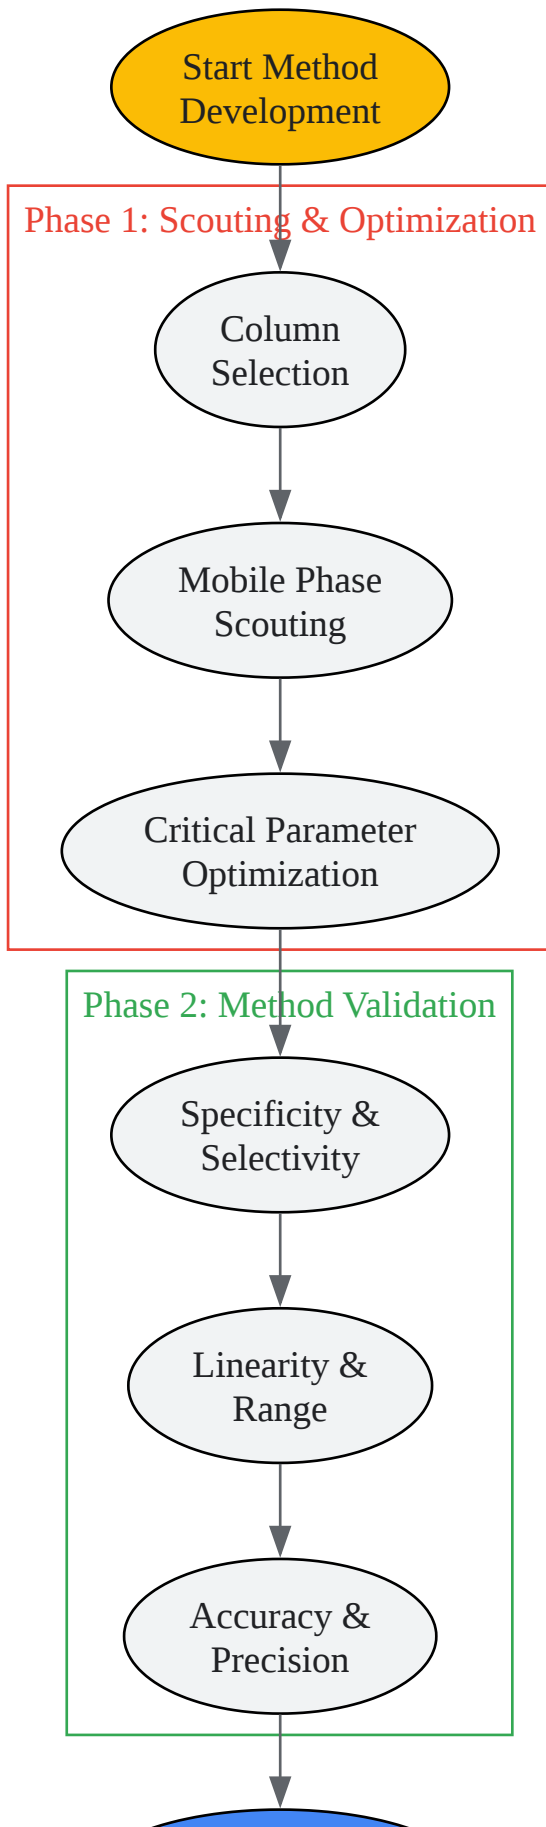 Start Method
Development
Phase 1: Scouting & Optimization
Column
Selection
Mobile Phase
Scouting
Critical Parameter
Optimization
Phase 2: Method Validation
Specificity &
Selectivity
Linearity &
Range
Accuracy &
Precision